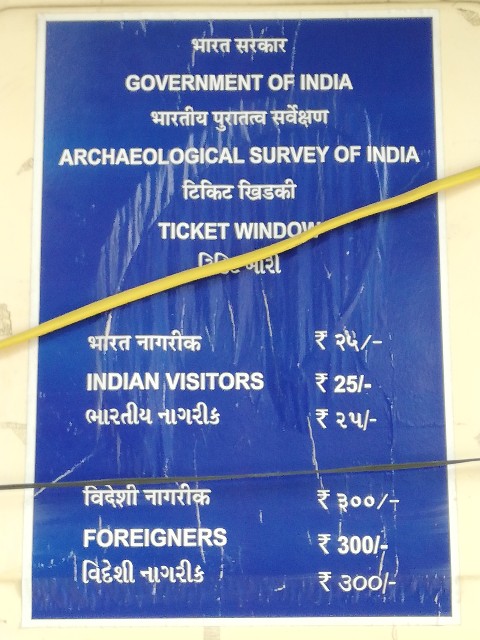 भारत सरकार
GOVERNMENT OF INDIA
भारतीय पुरातत्व सर्वेक्षण
ARCHAEOLOGICAL SURVEY OF INDIA
टिकिट खिडकी
TICKET WINDOW
ટિકિટ બારી
भारत नागरीक ₹ २५/-
INDIAN VISITORS ₹ 25/-
ભારતીય નાગરીક ₹ ૨૫/-
विदेशी नागरीक ₹ ३००/-
FOREIGNERS ₹ 300/-
વિદેશી નાગરીક ₹ ૩૦૦/-